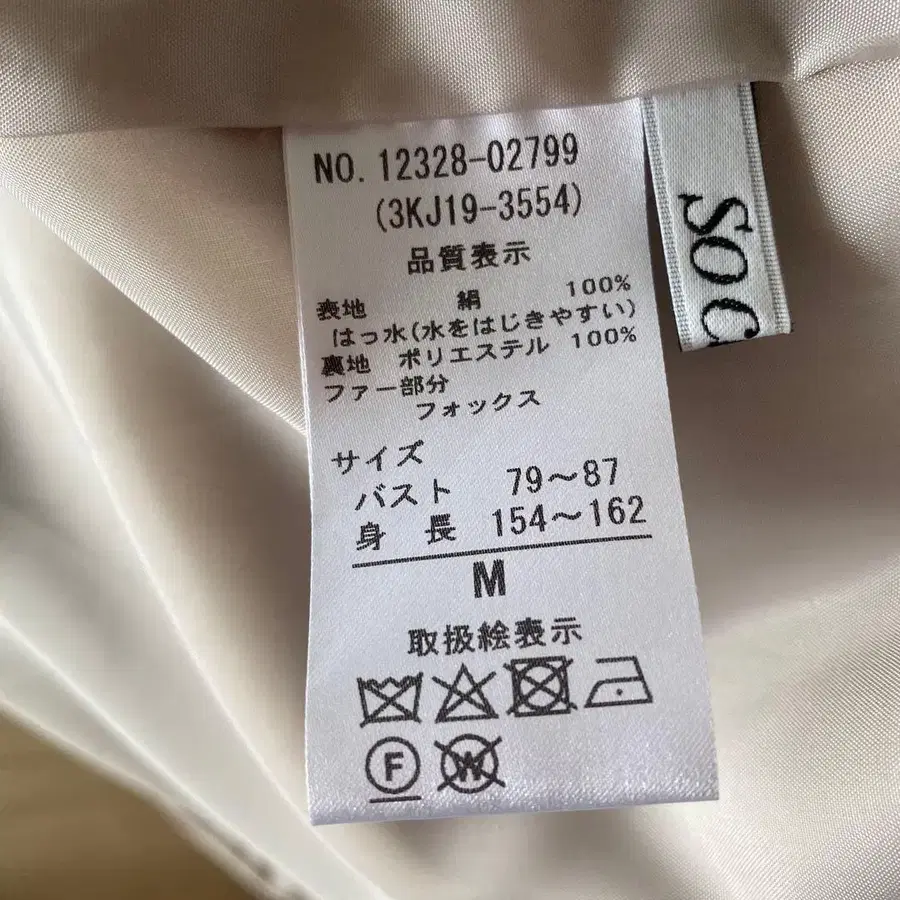 NO. 12328-02799
(3KJ19-3554)
品質表示
表地 絹 100%
はっ水(水をはじきやすい)
裏地 ポリエステル 100%
ファー部分
フォックス
サイズ
バスト 79〜87
身長 154〜162
M
取扱絵表示
F W
SO